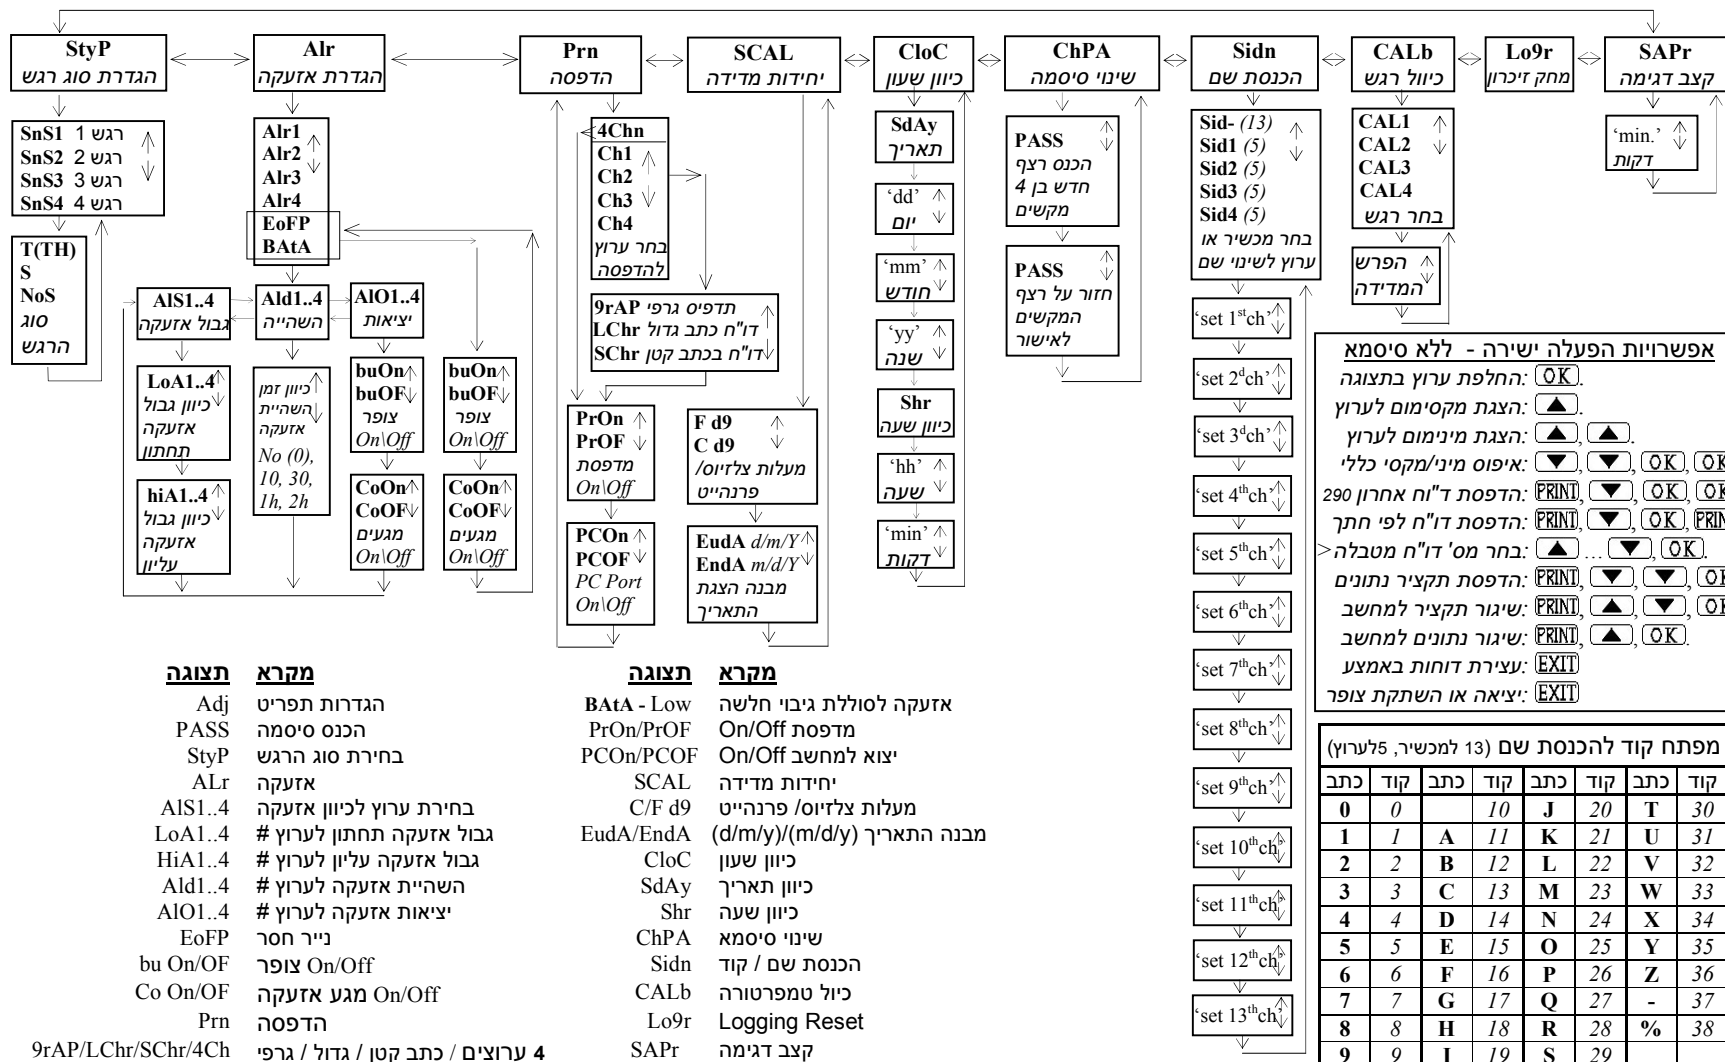 StyP
הגדרת סוג רגש
Alr
הגדרת אזעקה
Prn
הדפסה
SCAL
יחידות מדידה
CloC
כיוון שעון
ChPA
שינוי סיסמה
Sidn
הכנסת שם
CALb
כיוול רגש
Lo9r
מחק זיכרון
SAPr
קצב דגימה
SnS1 רגש 1
SnS2 רגש 2
SnS3 רגש 3
SnS4 רגש 4
T(TH)
S
NoS
סוג
הרגש
Alr1
Alr2
Alr3
Alr4
EoFP
BAtA
AlS1..4
גבול אזעקה
Ald1..4
השהייה
AlO1..4
יציאות
LoA1..4
כיוון גבול
אזעקה
תחתון
hiA1..4
כיוון גבול
אזעקה
עליון
כיוון זמן
השהיית
אזעקה
No (0),
10, 30,
1h, 2h
buOn
buOF
צופר
On\Off
CoOn
CoOF
מגעים
On\Off
buOn
buOF
צופר
On\Off
CoOn
CoOF
מגעים
On\Off
4Chn
Ch1
Ch2
Ch3
Ch4
בחר ערוץ
להדפסה
9rAP תדפיס גרפי
LChr דו"ח כתב גדול
SChr דו"ח בכתב קטן
PrOn
PrOF
מדפסת
On\Off
PCOn
PCOF
PC Port
On\Off
F d9
C d9
מעלות צלזיוס/
פרנהייט
EudA d/m/Y
EndA m/d/Y
מבנה הצגת
התאריך
SdAy
תאריך
‘dd’
יום
‘mm’
חודש
‘yy’
שנה
Shr
כיוון שעה
‘hh’
שעה
‘min’
דקות
PASS
הכנס רצף
חדש בן 4
מקשים
PASS
חזור על רצף
המקשים
לאישור
Sid- (13)
Sid1 (5)
Sid2 (5)
Sid3 (5)
Sid4 (5)
בחר מכשיר או
ערוץ לשינוי שם
‘set 1st ch’
‘set 2d ch’
‘set 3d ch’
‘set 4th ch’
‘set 5th ch’
‘set 6th ch’
‘set 7th ch’
‘set 8th ch’
‘set 9th ch’
‘set 10th ch’
‘set 11th ch’
‘set 12th ch’
‘set 13th ch’
CAL1
CAL2
CAL3
CAL4
בחר רגש
הפרש
המדידה
‘min.’
דקות
אפשרויות הפעלה ישירה - ללא סיסמא
החלפת ערוץ בתצוגה: OK.
הצגת מקסימום לערוץ: ▲.
הצגת מינימום לערוץ: ▲, ▲.
איפוס מיני/מקסי כללי: ▼, ▼, OK, OK
הדפסת ד"וח אחרון 290: PRINT, ▼, OK, OK
הדפסת דו"ח לפי חתך: PRINT, ▼, OK, PRIN
>בחר מס' דו"ח מטבלה: ▲ ... ▼, OK.
הדפסת תקציר נתונים: PRINT, ▼, ▼, OK
שיגור תקציר למחשב: PRINT, ▲, ▼, OK
שיגור נתונים למחשב: PRINT, ▲, OK.
עצירת דוחות באמצע: EXIT
יציאה או השתקת צופר: EXIT
תצוגה מקרא
Adj הגדרות תפריט
PASS הכנס סיסמה
StyP בחירת סוג הרגש
ALr אזעקה
AlS1..4 בחירת ערוץ לכיוון אזעקה
LoA1..4 גבול אזעקה תחתון לערוץ #
HiA1..4 גבול אזעקה עליון לערוץ #
Ald1..4 השהיית אזעקה לערוץ #
AlO1..4 יציאות אזעקה לערוץ #
EoFP נייר חסר
bu On/OF צופר On/Off
Co On/OF מגע אזעקה On/Off
Prn הדפסה
9rAP/LChr/SChr/4Ch 4 ערוצים / כתב קטן / גדול / גרפי
תצוגה מקרא
BAtA - Low אזעקה לסוללת גיבוי חלשה
PrOn/PrOF מדפסת On/Off
PCOn/PCOF יצוא למחשב On/Off
SCAL יחידות מדידה
C/F d9 מעלות צלזיוס/ פרנהייט
EudA/EndA מבנה התאריך (d/m/y)/(m/d/y)
CloC כיוון שעון
SdAy כיוון תאריך
Shr כיוון שעה
ChPA שינוי סיסמא
Sidn הכנסת שם / קוד
CALb כיול טמפרטורה
Lo9r Logging Reset
SAPr קצב דגימה
מפתח קוד להכנסת שם (13 למכשיר, 5לערוץ)
כתב קוד כתב קוד כתב קוד כתב קוד
0 0 10 J 20 T 30
1 1 A 11 K 21 U 31
2 2 B 12 L 22 V 32
3 3 C 13 M 23 W 33
4 4 D 14 N 24 X 34
5 5 E 15 O 25 Y 35
6 6 F 16 P 26 Z 36
7 7 G 17 Q 27 - 37
8 8 H 18 R 28 % 38
9 9 I 19 S 29